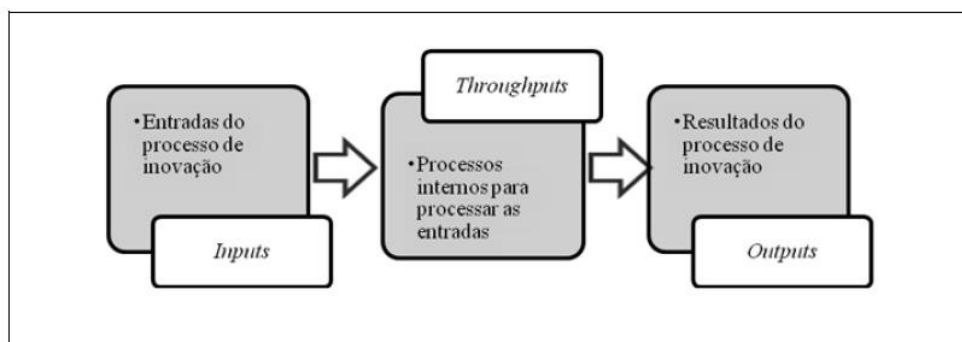 •Entradas do
processo de
inovação
Inputs
Throughputs
•Processos
internos para
processar as
entradas
•Resultados do
processo de
inovação
Outputs